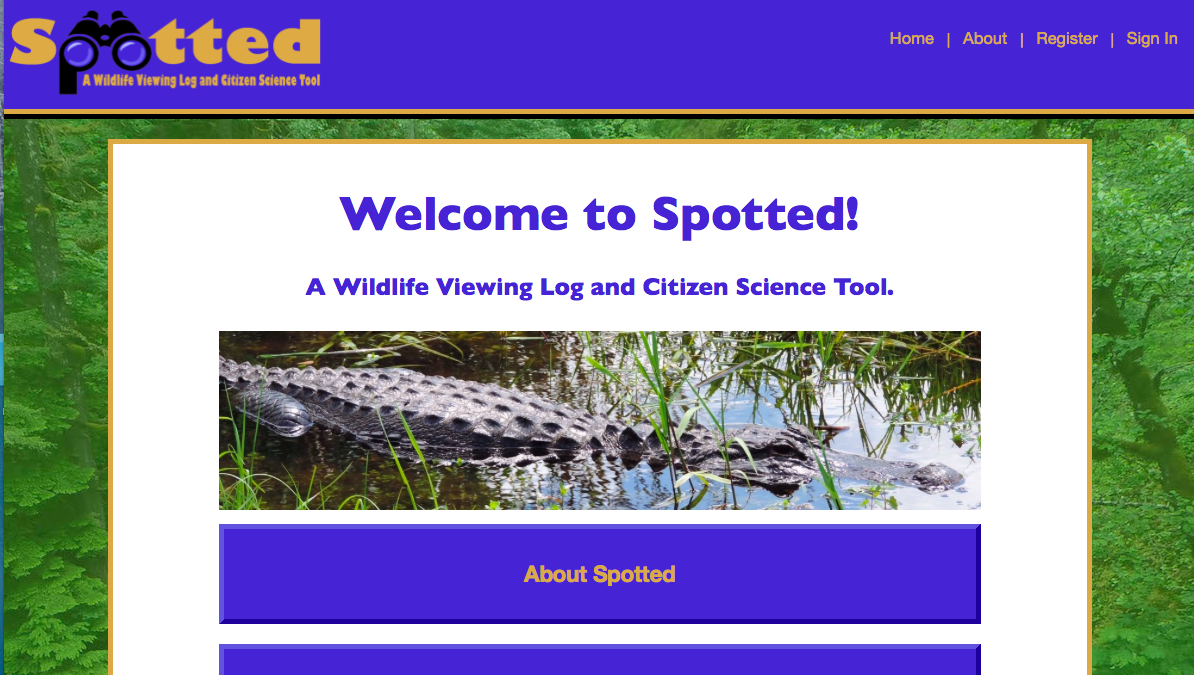 Spotted
A Wildlife Viewing Log and Citizen Science Tool
Home | About | Register | Sign In
Welcome to Spotted!
A Wildlife Viewing Log and Citizen Science Tool.
About Spotted